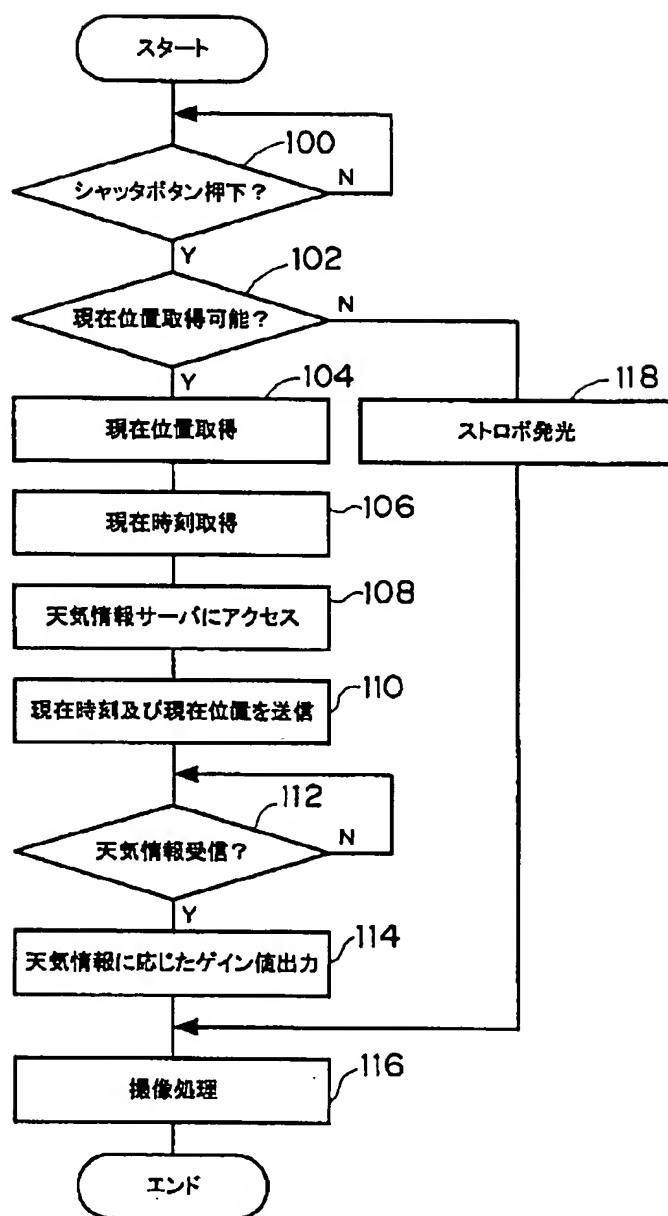 スタート
100
シャッタボタン押下?
N
Y
102
現在位置取得可能?
N
Y
104
現在位置取得
118
ストロボ発光
106
現在時刻取得
108
天気情報サーバにアクセス
110
現在時刻及び現在位置を送信
112
天気情報受信?
N
Y
114
天気情報に応じたゲイン値出力
116
撮像処理
エンド